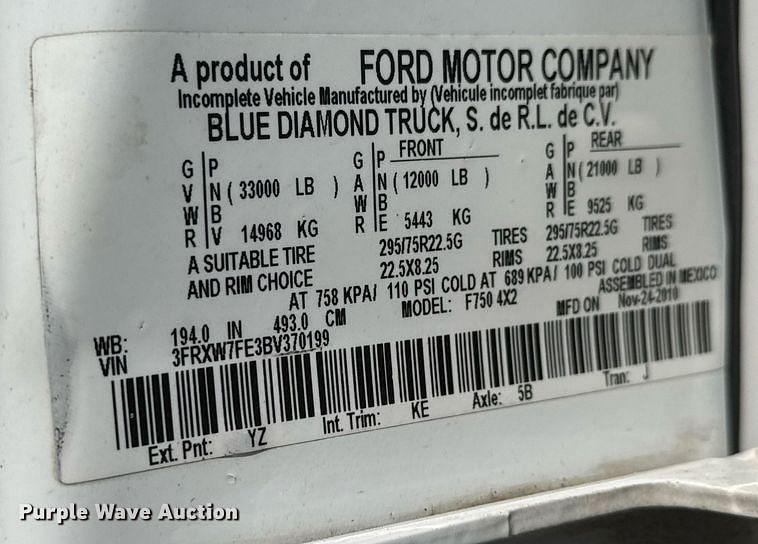 A product of FORD MOTOR COMPANY
Incomplete Vehicle Manufactured by (Vehicule incomplet fabrique par)
BLUE DIAMOND TRUCK, S. de R.L. de C.V.
G P G P FRONT G P REAR
V N ( 33000 LB ) A N ( 12000 LB ) A N ( 21000 LB )
W B W B W B
R V 14968 KG R E 5443 KG R E 9525 KG
A SUITABLE TIRE 295/75R22.5G TIRES 295/75R22.5G TIRES
AND RIM CHOICE 22.5X8.25 RIMS 22.5X8.25 RIMS
AT 758 KPA/ 110 PSI COLD AT 689 KPA/ 100 PSI COLD DUAL
WB: 194.0 IN 493.0 CM MODEL: F750 4X2 ASSEMBLED IN MEXICO
MFD ON Nov-24-2010
VIN 3FRXW7FE3BV370199
Ext. Pnt: YZ Int. Trim: KE Axle: 5B Tran: J
Purple Wave Auction